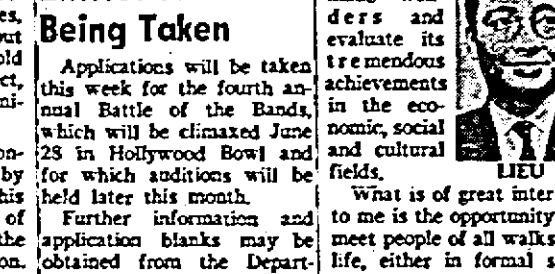 es,
out
old
ct,
ni-
on-
by
his
of
the
on.
Being Taken
Applications will be taken
this week for the fourth an-
nual Battle of the Bands,
which will be climaxed June
28 in Hollywood Bowl and
for which auditions will be
held later this month.
Further information and
application blanks may be
obtained from the Depart-
ders and
evaluate its
tremendous
achievements
in the eco-
nomic, social
and cultural
fields.
LIEU
What is of great inter
to me is the opportunity
meet people of all walks
life, either in formal s